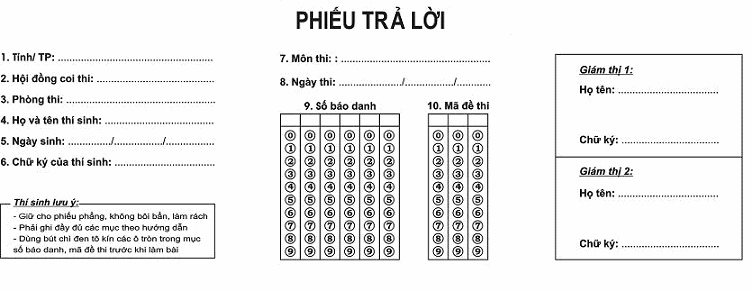 PHIẾU TRẢ LỜI
1. Tỉnh/ TP: ......................................................
2. Hội đồng coi thi: ..........................................
3. Phòng thi: ....................................................
4. Họ và tên thí sinh: .......................................
5. Ngày sinh: .............../................./..................
6. Chữ ký của thí sinh: ...................................
Thí sinh lưu ý:
- Giữ cho phiếu phẳng, không bôi bẩn, làm rách
- Phải ghi đầy đủ các mục theo hướng dẫn
- Dùng bút chì đen tô kín các ô tròn trong mục
số báo danh, mã đề thi trước khi làm bài
7. Môn thi: : ....................................................
8. Ngày thi: ....................../................../............
9. Số báo danh
0 0 0 0 0 0
1 1 1 1 1 1
2 2 2 2 2 2
3 3 3 3 3 3
4 4 4 4 4 4
5 5 5 5 5 5
6 6 6 6 6 6
7 7 7 7 7 7
8 8 8 8 8 8
9 9 9 9 9 9
10. Mã đề thi
0 0 0
1 1 1
2 2 2
3 3 3
4 4 4
5 5 5
6 6 6
7 7 7
8 8 8
9 9 9
Giám thị 1:
Họ tên: ...................................
Chữ ký: ..................................
Giám thị 2:
Họ tên: ...................................
Chữ ký: ..................................